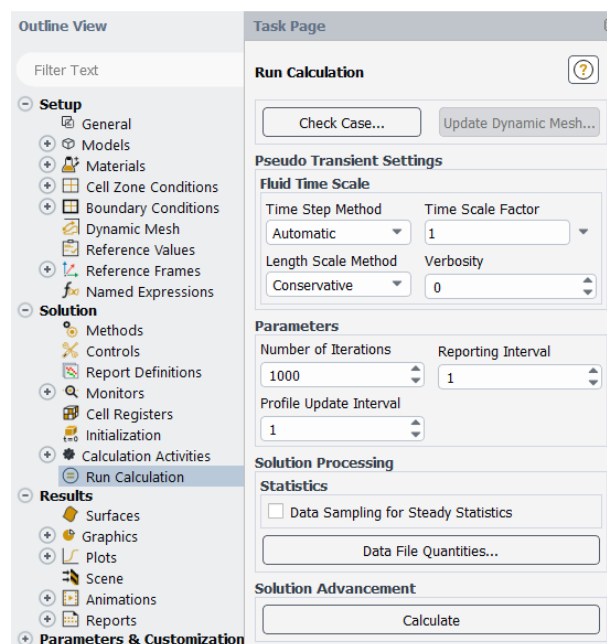 Outline View
Filter Text
Setup
General
Models
Materials
Cell Zone Conditions
Boundary Conditions
Dynamic Mesh
Reference Values
Reference Frames
Named Expressions
Solution
Methods
Controls
Report Definitions
Monitors
Cell Registers
Initialization
Calculation Activities
Run Calculation
Results
Surfaces
Graphics
Plots
Scene
Animations
Reports
Parameters & Customization
Task Page
Run Calculation
Check Case... Update Dynamic Mesh...
Pseudo Transient Settings
Fluid Time Scale
Time Step Method Time Scale Factor
Automatic 1
Length Scale Method Verbosity
Conservative 0
Parameters
Number of Iterations Reporting Interval
1000 1
Profile Update Interval
1
Solution Processing
Statistics
Data Sampling for Steady Statistics
Data File Quantities...
Solution Advancement
Calculate